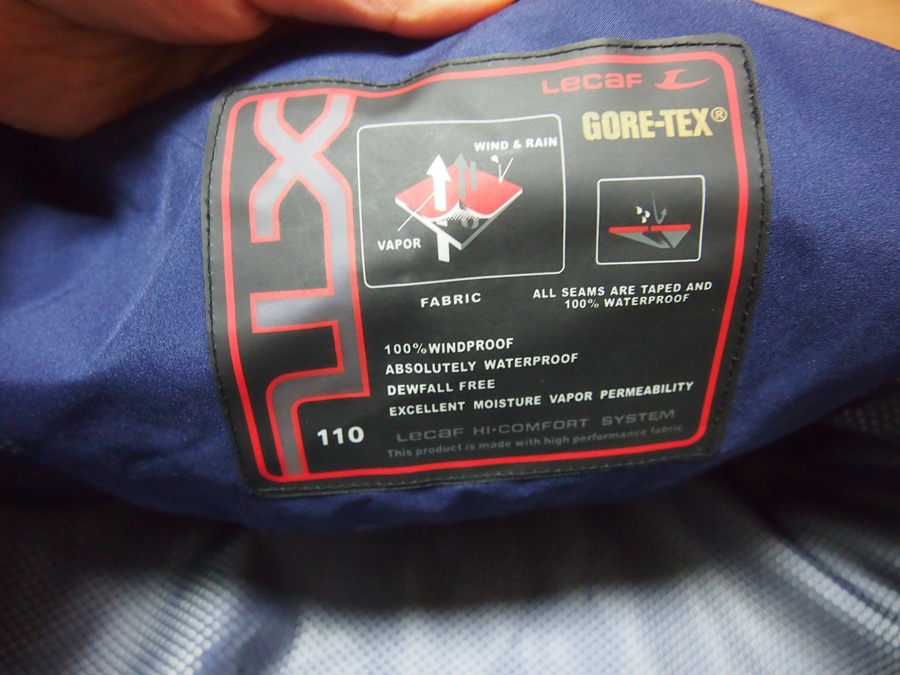 Lecaf
GORE-TEX®
WIND & RAIN
VAPOR
FABRIC
ALL SEAMS ARE TAPED AND
100% WATERPROOF
100%WINDPROOF
ABSOLUTELY WATERPROOF
DEWFALL FREE
EXCELLENT MOISTURE VAPOR PERMEABILITY
110
Lecaf HI·COMFORT SYSTEM
This product is made with high performance fabric